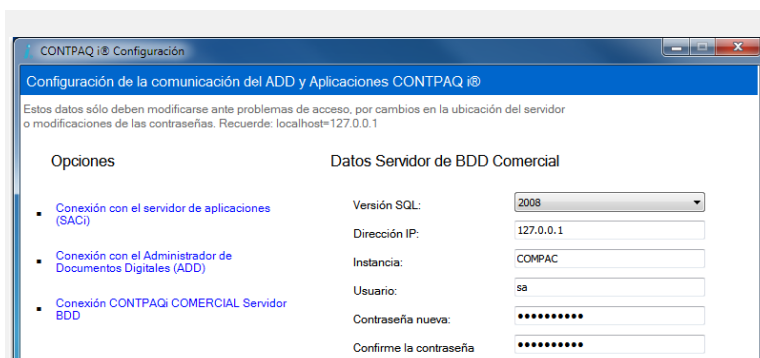 CONTPAQ i® Configuración
Configuración de la comunicación del ADD y Aplicaciones CONTPAQ i®
Estos datos sólo deben modificarse ante problemas de acceso, por cambios en la ubicación del servidor
o modificaciones de las contraseñas. Recuerde: localhost=127.0.0.1
Opciones
Conexión con el servidor de aplicaciones
(SACi)
Conexión con el Administrador de
Documentos Digitales (ADD)
Conexión CONTPAQi COMERCIAL Servidor
BDD
Datos Servidor de BDD Comercial
Versión SQL: 2008
Dirección IP: 127.0.0.1
Instancia: COMPAC
Usuario: sa
Contraseña nueva: ••••••••••
Confirme la contraseña ••••••••••